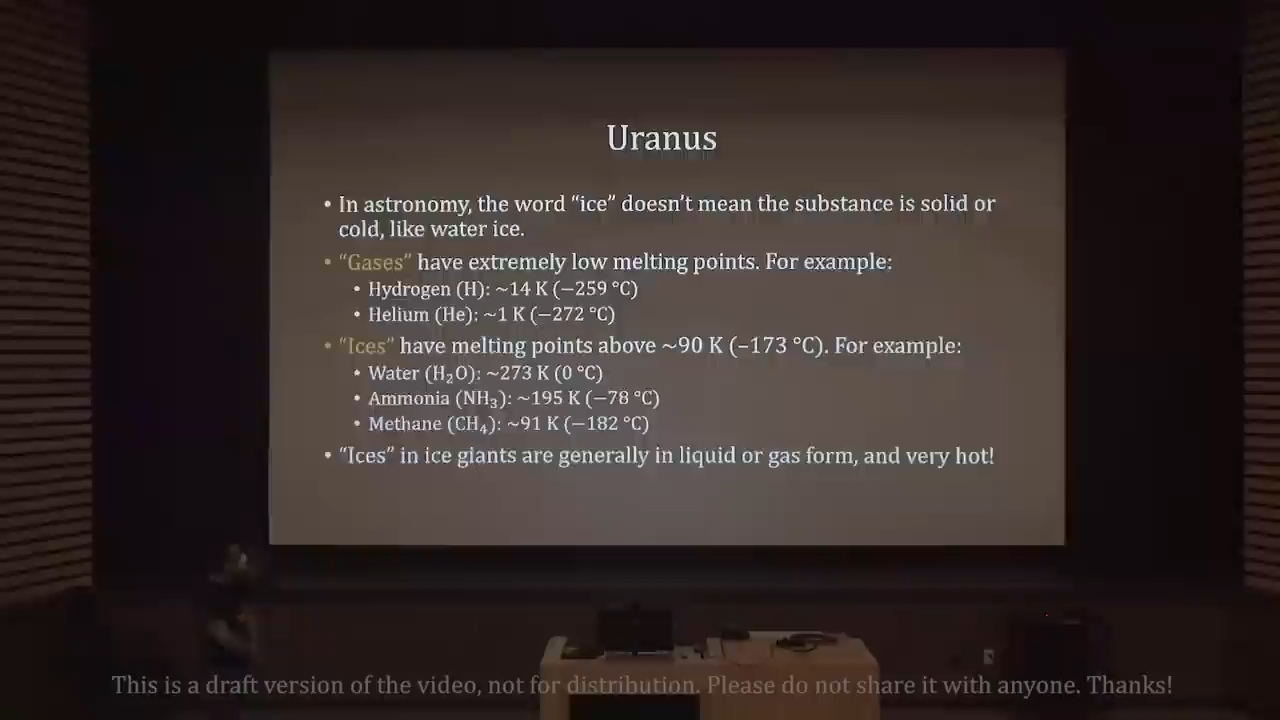 Uranus
• In astronomy, the word “ice” doesn’t mean the substance is solid or
cold, like water ice.
• “Gases” have extremely low melting points. For example:
• Hydrogen (H): ~14 K (−259 °C)
• Helium (He): ~1 K (−272 °C)
• “Ices” have melting points above ~90 K (–173 °C). For example:
• Water (H₂O): ~273 K (0 °C)
• Ammonia (NH₃): ~195 K (−78 °C)
• Methane (CH₄): ~91 K (−182 °C)
• “Ices” in ice giants are generally in liquid or gas form, and very hot!
This is a draft version of the video, not for distribution. Please do not share it with anyone. Thanks!